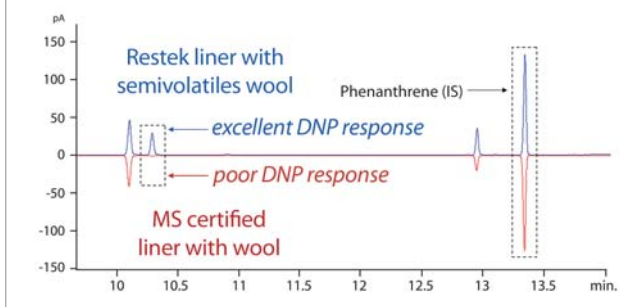 pA
150
Restek liner with
semivolatiles wool
100
Phenanthrene (IS)
50
excellent DNP response
0
poor DNP response
-50
MS certified
liner with wool
-100
-150
10 10.5 11 11.5 12 12.5 13 13.5 min.